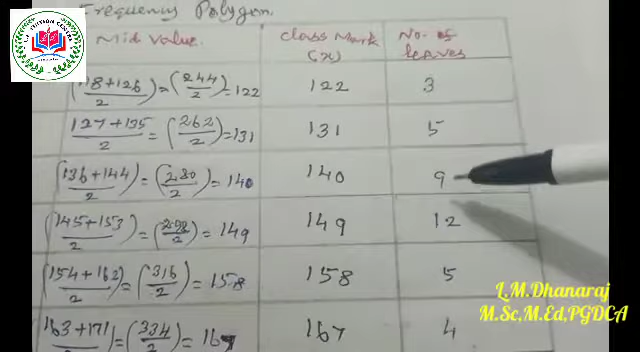 Frequency Polygon.
Mid Value. Class Mark (x) No. of leaves
(118+126/2) = (244/2) = 122 122 3
127+135/2 = (262/2) = 131 131 5
(136+144/2) = (280/2) = 140 140 9
(145+153/2) = (298/2) = 149 149 12
(154+162/2) = (316/2) = 158 158 5
163+171/2) = (334/2) = 167 167 4
L.M.Dhanaraj
M.Sc,M.Ed,PGDCA